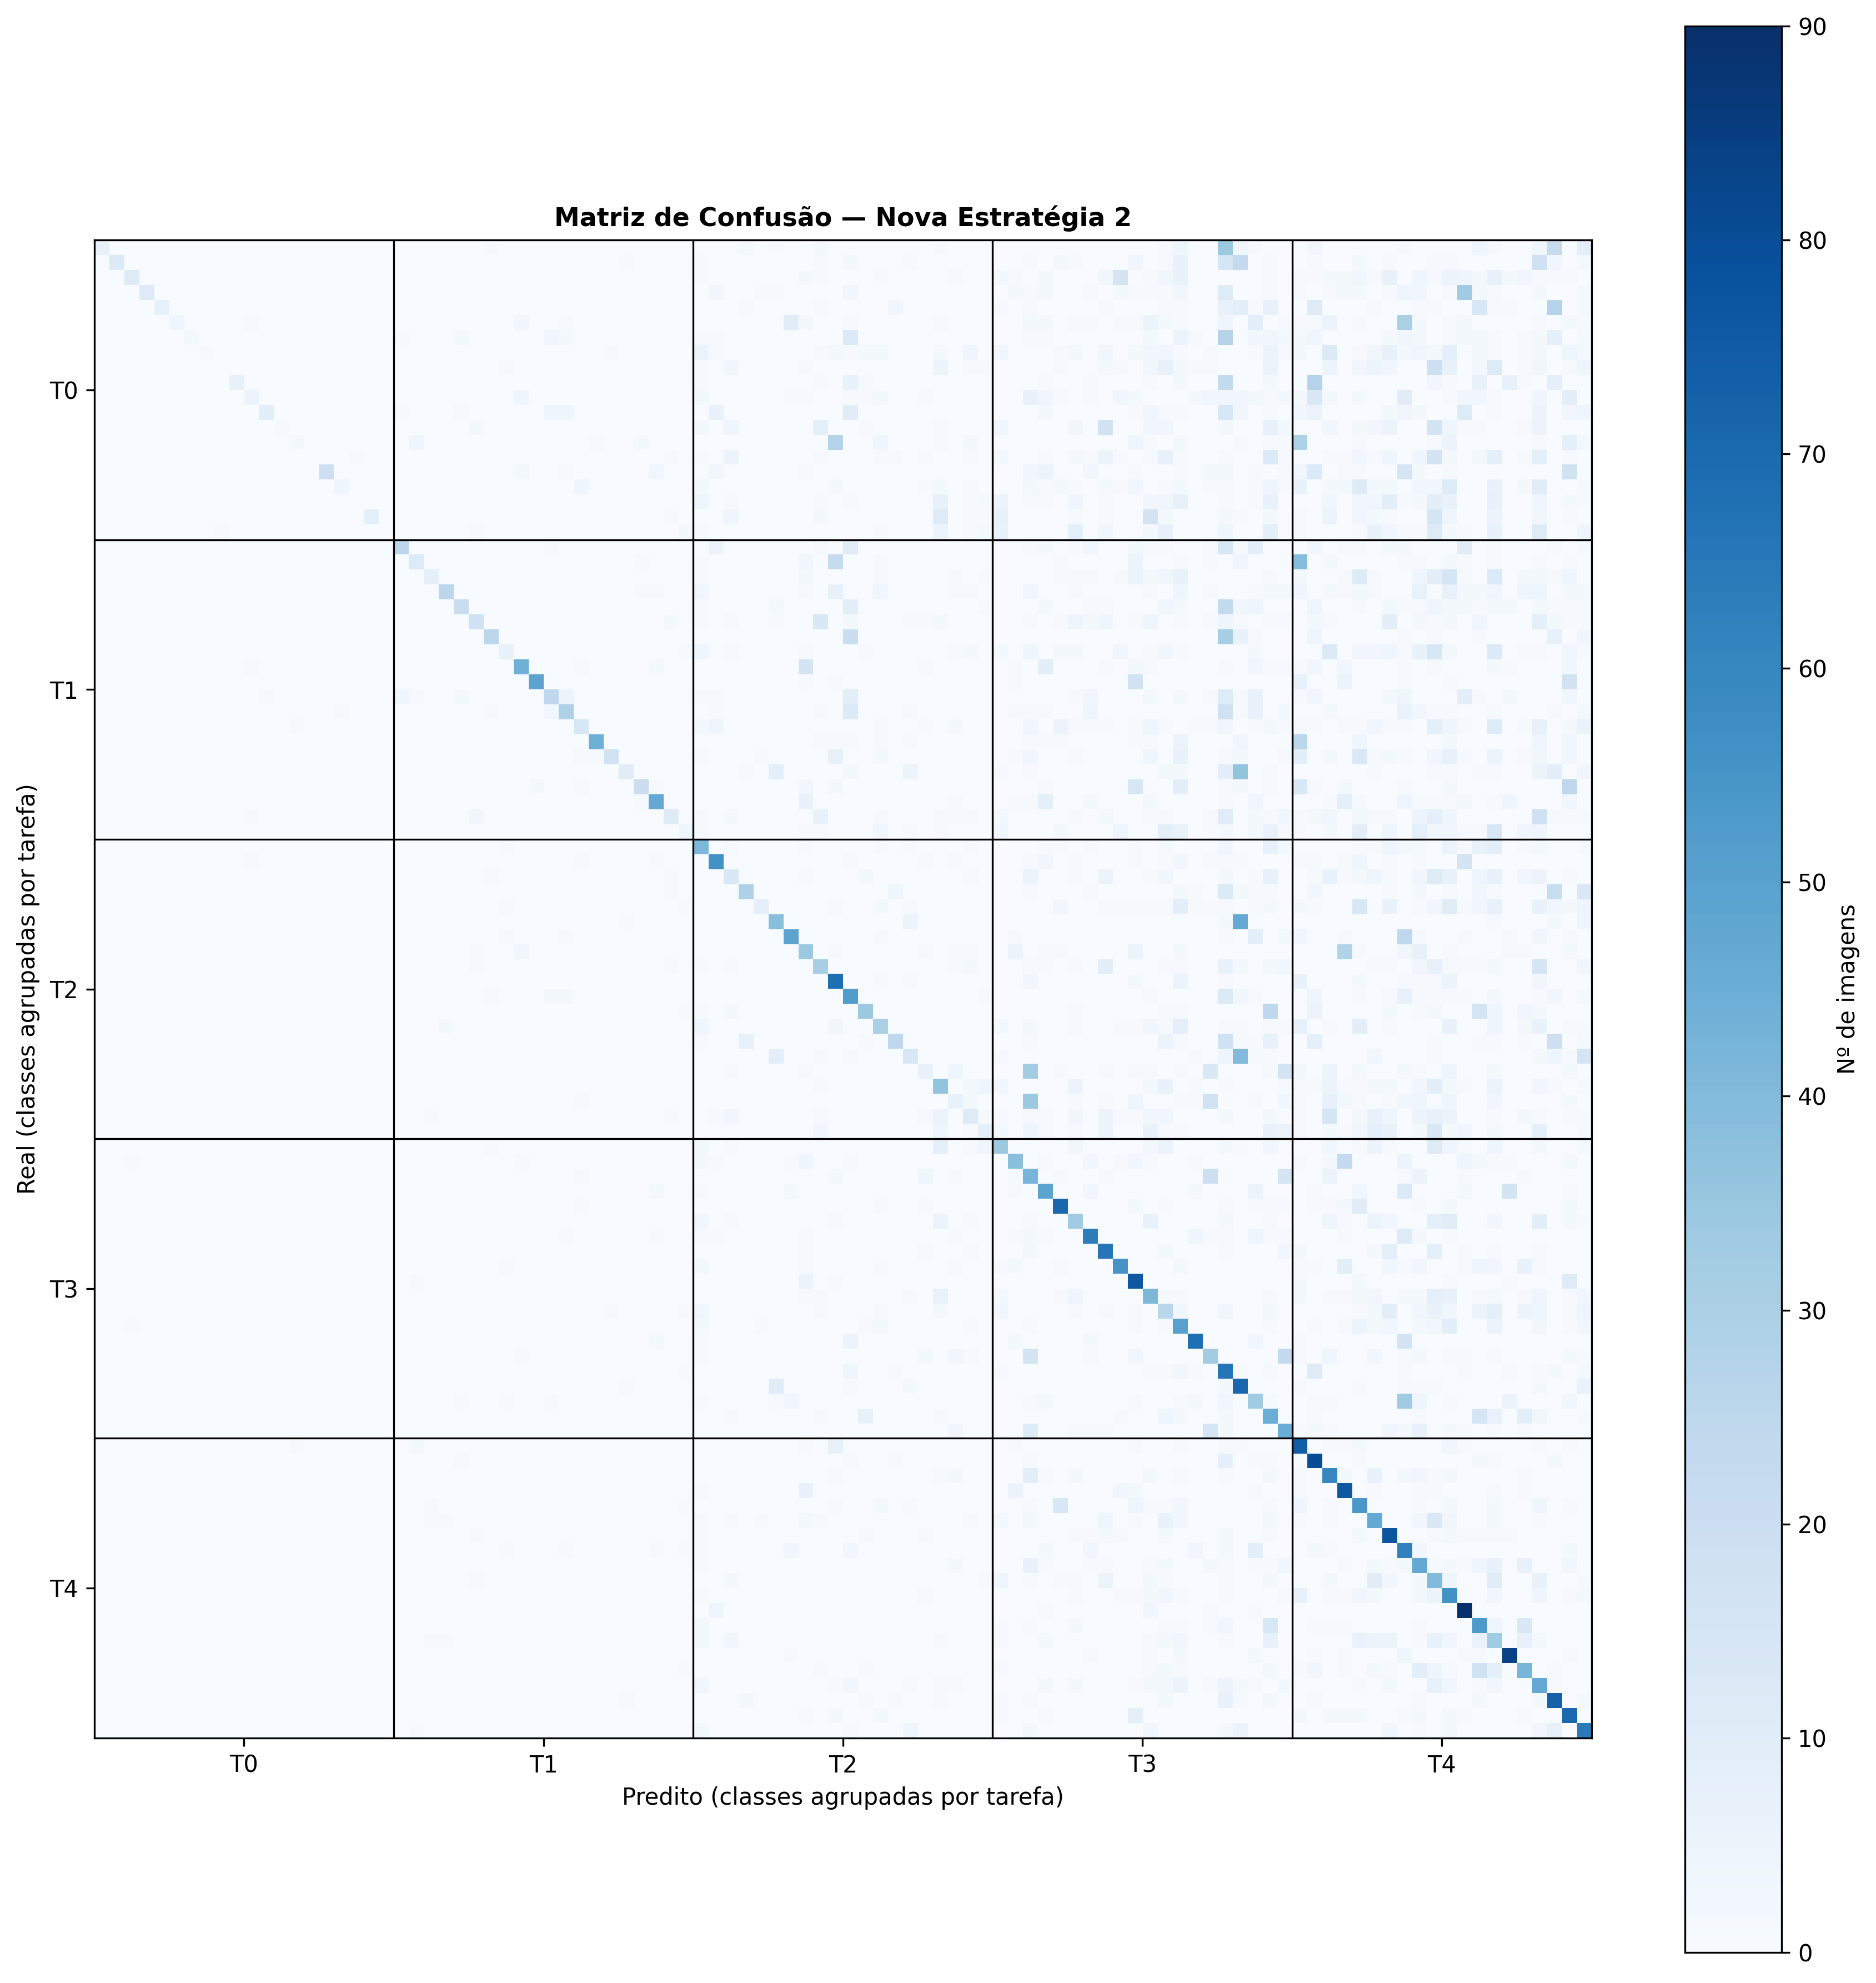 Matriz de Confusão — Nova Estratégia 2
Real (classes agrupadas por tarefa)
T0
T1
T2
T3
T4
T0
T1
T2
T3
T4
Predito (classes agrupadas por tarefa)
90
80
70
60
50
40
30
20
10
0
Nº de imagens